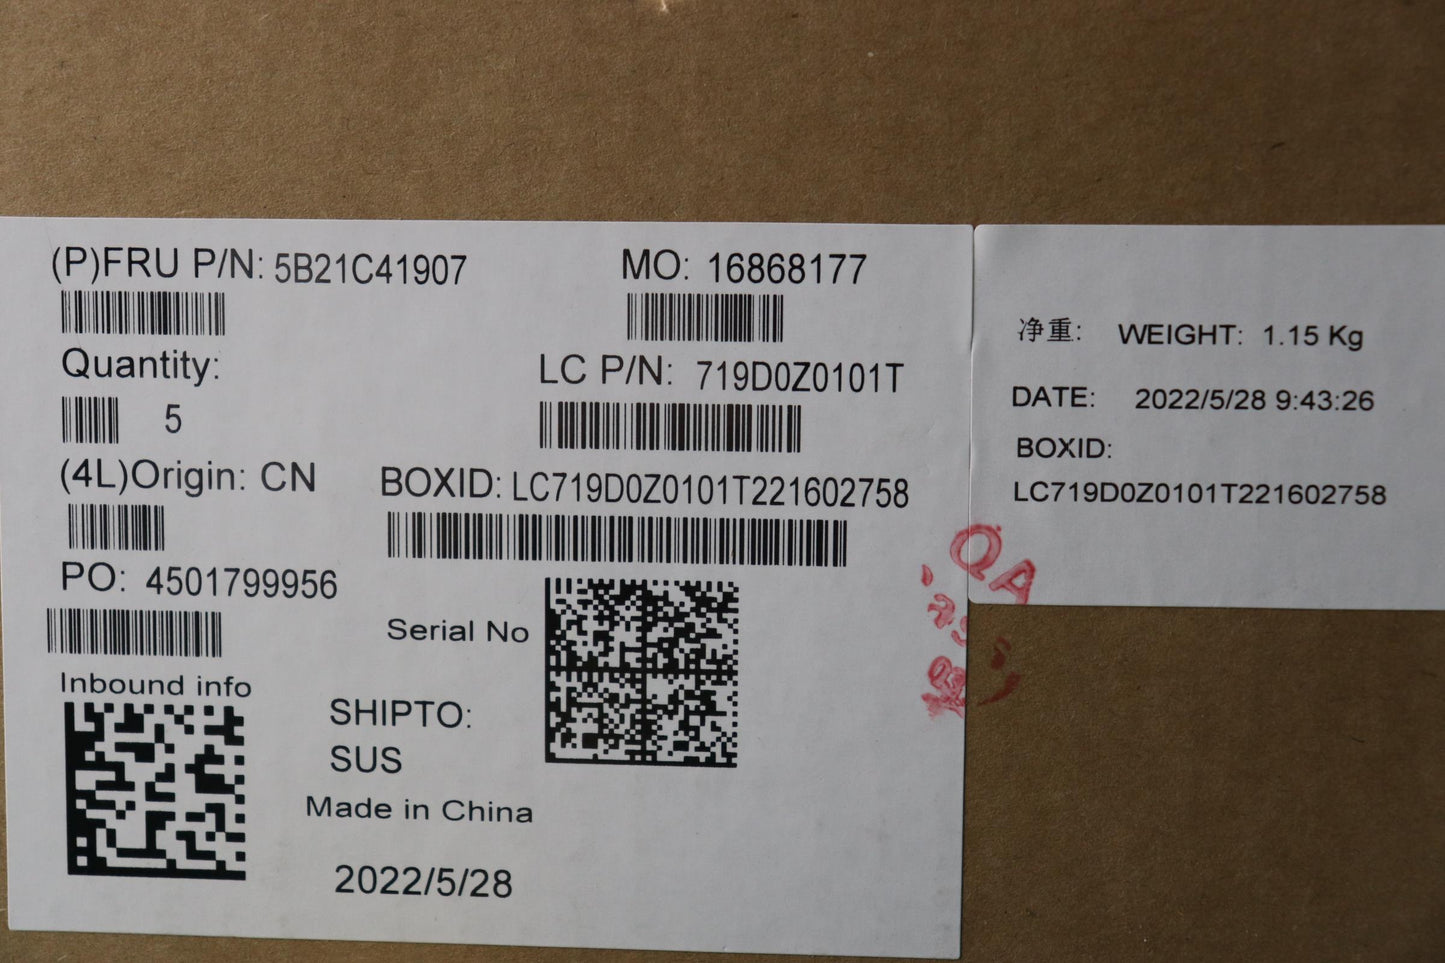 (P)FRU P/N: 5B21C41907
MO: 16868177
Quantity:
5
LC P/N: 719D0Z0101T
(4L)Origin: CN
BOXID: LC719D0Z0101T221602758
PO: 4501799956
Serial No
Inbound info
SHIPTO:
SUS
Made in China
2022/5/28
净重: WEIGHT: 1.15 Kg
DATE: 2022/5/28 9:43:26
BOXID:
LC719D0Z0101T221602758
QA